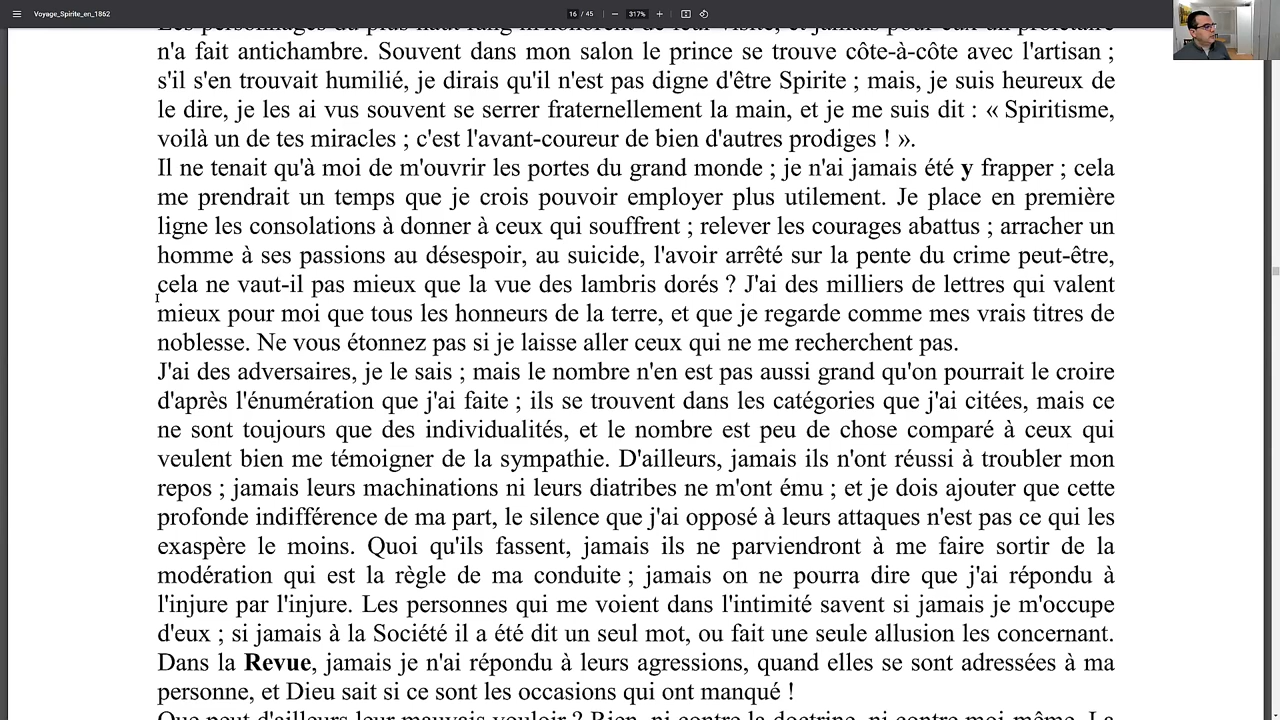 Voyage_Spirite_en_1862
16 / 45
317%
n'a fait antichambre. Souvent dans mon salon le prince se trouve côte-à-côte avec l'artisan ;
s'il s'en trouvait humilié, je dirais qu'il n'est pas digne d'être Spirite ; mais, je suis heureux de
le dire, je les ai vus souvent se serrer fraternellement la main, et je me suis dit : « Spiritisme,
voilà un de tes miracles ; c'est l'avant-coureur de bien d'autres prodiges ! ».
Il ne tenait qu'à moi de m'ouvrir les portes du grand monde ; je n'ai jamais été y frapper ; cela
me prendrait un temps que je crois pouvoir employer plus utilement. Je place en première
ligne les consolations à donner à ceux qui souffrent ; relever les courages abattus ; arracher un
homme à ses passions au désespoir, au suicide, l'avoir arrêté sur la pente du crime peut-être,
cela ne vaut-il pas mieux que la vue des lambris dorés ? J'ai des milliers de lettres qui valent
mieux pour moi que tous les honneurs de la terre, et que je regarde comme mes vrais titres de
noblesse. Ne vous étonnez pas si je laisse aller ceux qui ne me recherchent pas.
J'ai des adversaires, je le sais ; mais le nombre n'en est pas aussi grand qu'on pourrait le croire
d'après l'énumération que j'ai faite ; ils se trouvent dans les catégories que j'ai citées, mais ce
ne sont toujours que des individualités, et le nombre est peu de chose comparé à ceux qui
veulent bien me témoigner de la sympathie. D'ailleurs, jamais ils n'ont réussi à troubler mon
repos ; jamais leurs machinations ni leurs diatribes ne m'ont ému ; et je dois ajouter que cette
profonde indifférence de ma part, le silence que j'ai opposé à leurs attaques n'est pas ce qui les
exaspère le moins. Quoi qu'ils fassent, jamais ils ne parviendront à me faire sortir de la
modération qui est la règle de ma conduite ; jamais on ne pourra dire que j'ai répondu à
l'injure par l'injure. Les personnes qui me voient dans l'intimité savent si jamais je m'occupe
d'eux ; si jamais à la Société il a été dit un seul mot, ou fait une seule allusion les concernant.
Dans la Revue, jamais je n'ai répondu à leurs agressions, quand elles se sont adressées à ma
personne, et Dieu sait si ce sont les occasions qui ont manqué !